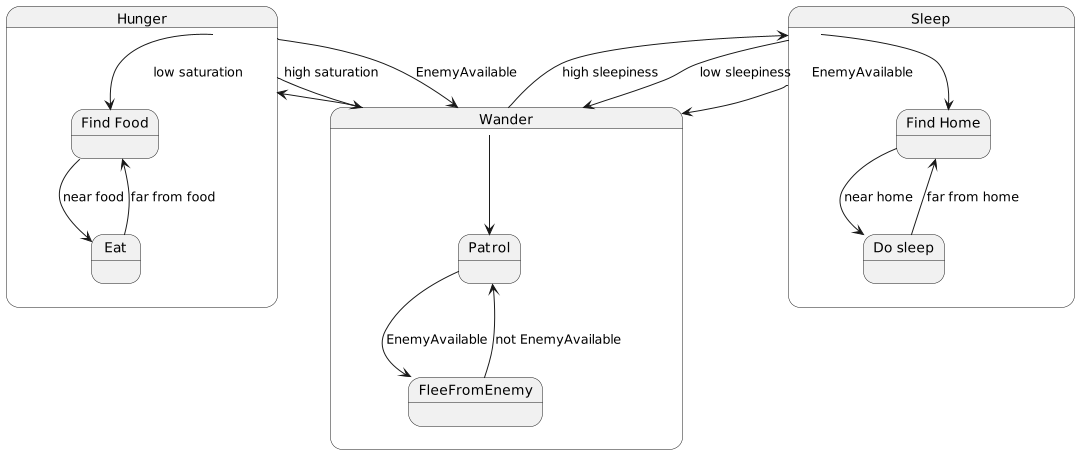 Hunger
Sleep
low saturation
high saturation
EnemyAvailable
high sleepiness
low sleepiness
EnemyAvailable
Find Food
Wander
Find Home
near food
far from food
near home
far from home
Eat
Patrol
Do sleep
EnemyAvailable
not EnemyAvailable
FleeFromEnemy